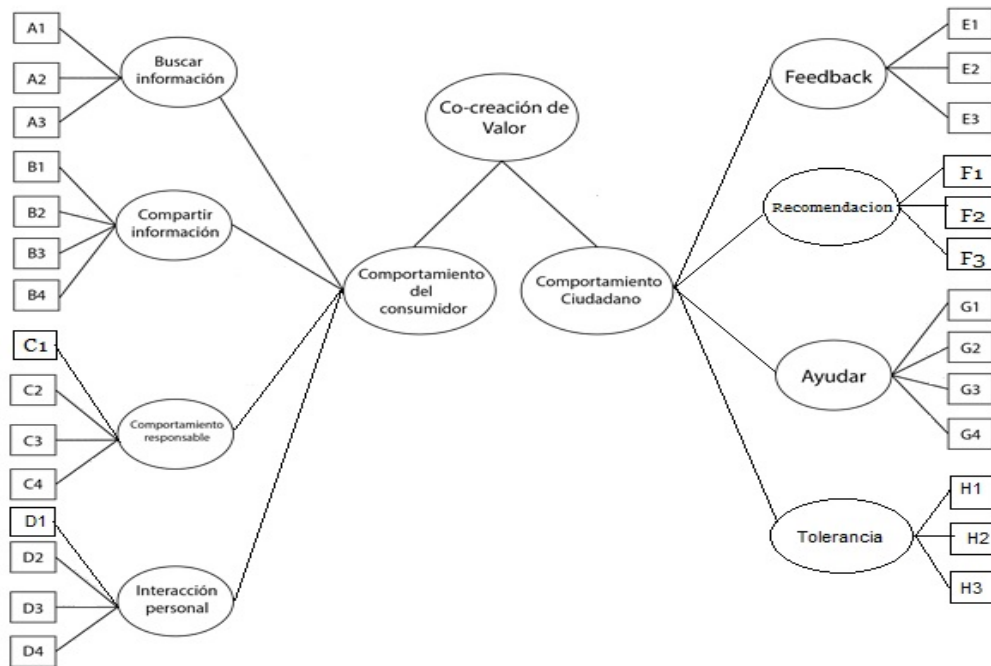 A1
A2
A3
Buscar
información
B1
B2
B3
B4
Compartir
información
C1
C2
C3
C4
Comportamiento
responsable
D1
D2
D3
D4
Interacción
personal
Co-creación de
Valor
Comportamiento
del
consumidor
Comportamiento
Ciudadano
Feedback
E1
E2
E3
Recomendacion
F1
F2
F3
Ayudar
G1
G2
G3
G4
Tolerancia
H1
H2
H3